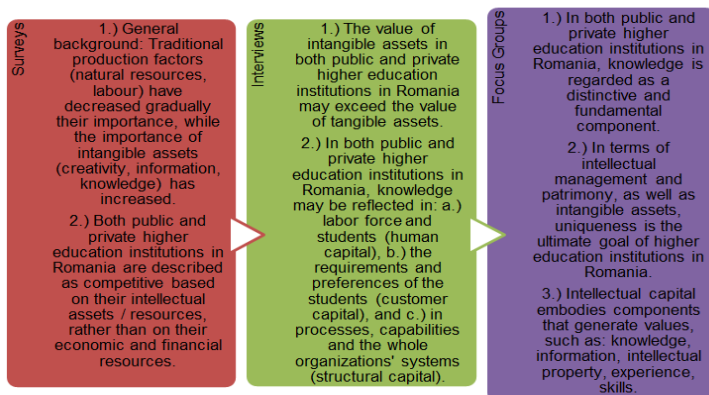 Surveys
1.) General
background: Traditional
production factors
(natural resources,
labour) have
decreased gradually
their importance, while
the importance of
intangible assets
(creativity, information,
knowledge) has
increased.
2.) Both public and
private higher
education institutions in
Romania are described
as competitive based
on their intellectual
assets / resources,
rather than on their
economic and financial
resources.
Interviews
1.) The value of
intangible assets in
both public and private
higher education
institutions in Romania
may exceed the value
of tangible assets.
2.) In both public and
private higher
education institutions in
Romania, knowledge
may be reflected in: a.)
labor force and
students (human
capital), b.) the
requirements and
preferences of the
students (customer
capital), and c.) in
processes, capabilities
and the whole
organizations' systems
(structural capital).
Focus Groups
1.) In both public and
private higher
education institutions in
Romania, knowledge is
regarded as a
distinctive and
fundamental
component.
2.) In terms of
intellectual
management and
patrimony, as well as
intangible assets,
uniqueness is the
ultimate goal of higher
education institutions in
Romania.
3.) Intellectual capital
embodies components
that generate values,
such as: knowledge,
information, intellectual
property, experience,
skills.